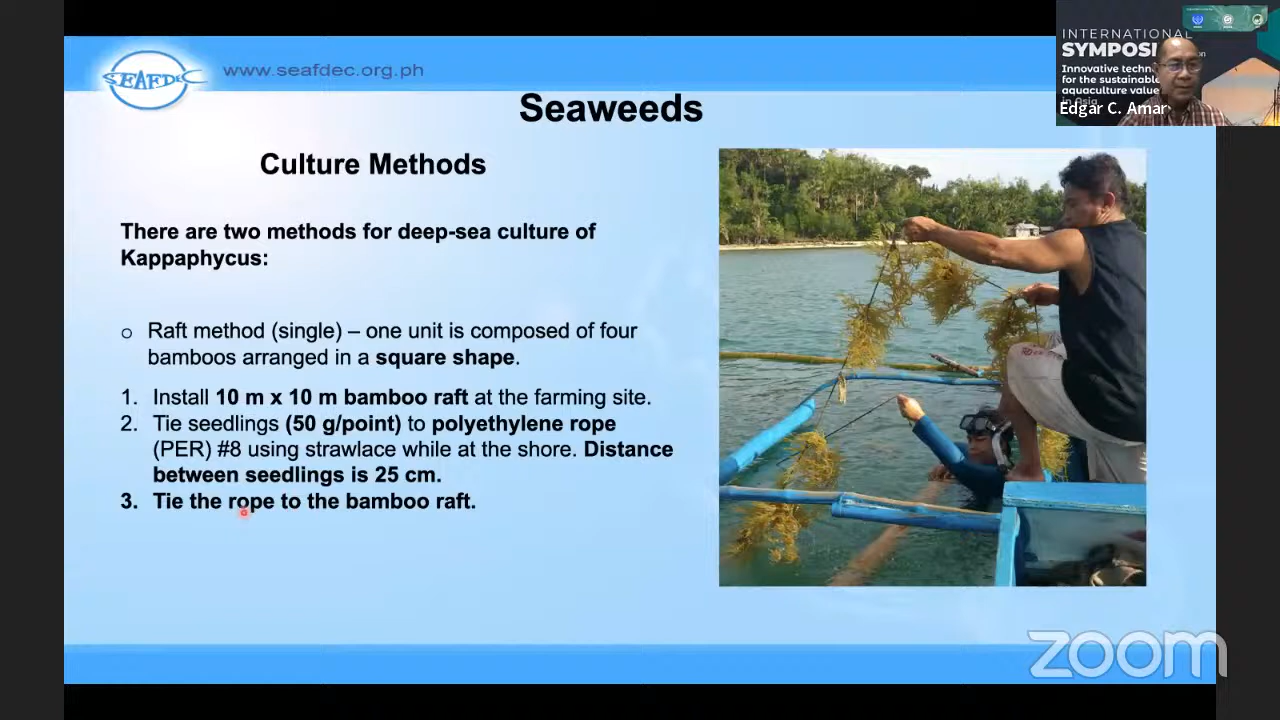 SEAFDEC
www.seafdec.org.ph
INTERNATIONAL
SYMPOSI
Innovative techn
for the sustainable
aquaculture value
in Asia
Edgar C. Amar
Seaweeds
Culture Methods
There are two methods for deep-sea culture of
Kappaphycus:
o Raft method (single) – one unit is composed of four
bamboos arranged in a square shape.
1. Install 10 m x 10 m bamboo raft at the farming site.
2. Tie seedlings (50 g/point) to polyethylene rope
(PER) #8 using strawlace while at the shore. Distance
between seedlings is 25 cm.
3. Tie the rope to the bamboo raft.
zoom